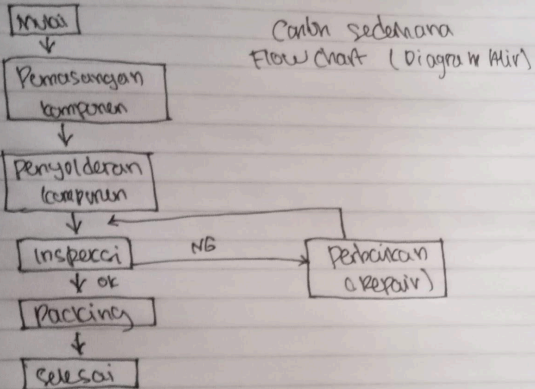 Mulai
Contoh sederhana
Flow Chart (Diagram Alir)
Pemasangan
komponen
Penyolderan
komponen
Inspeksi
NG
Perbaikan
(Repair)
OK
Packing
Selesai